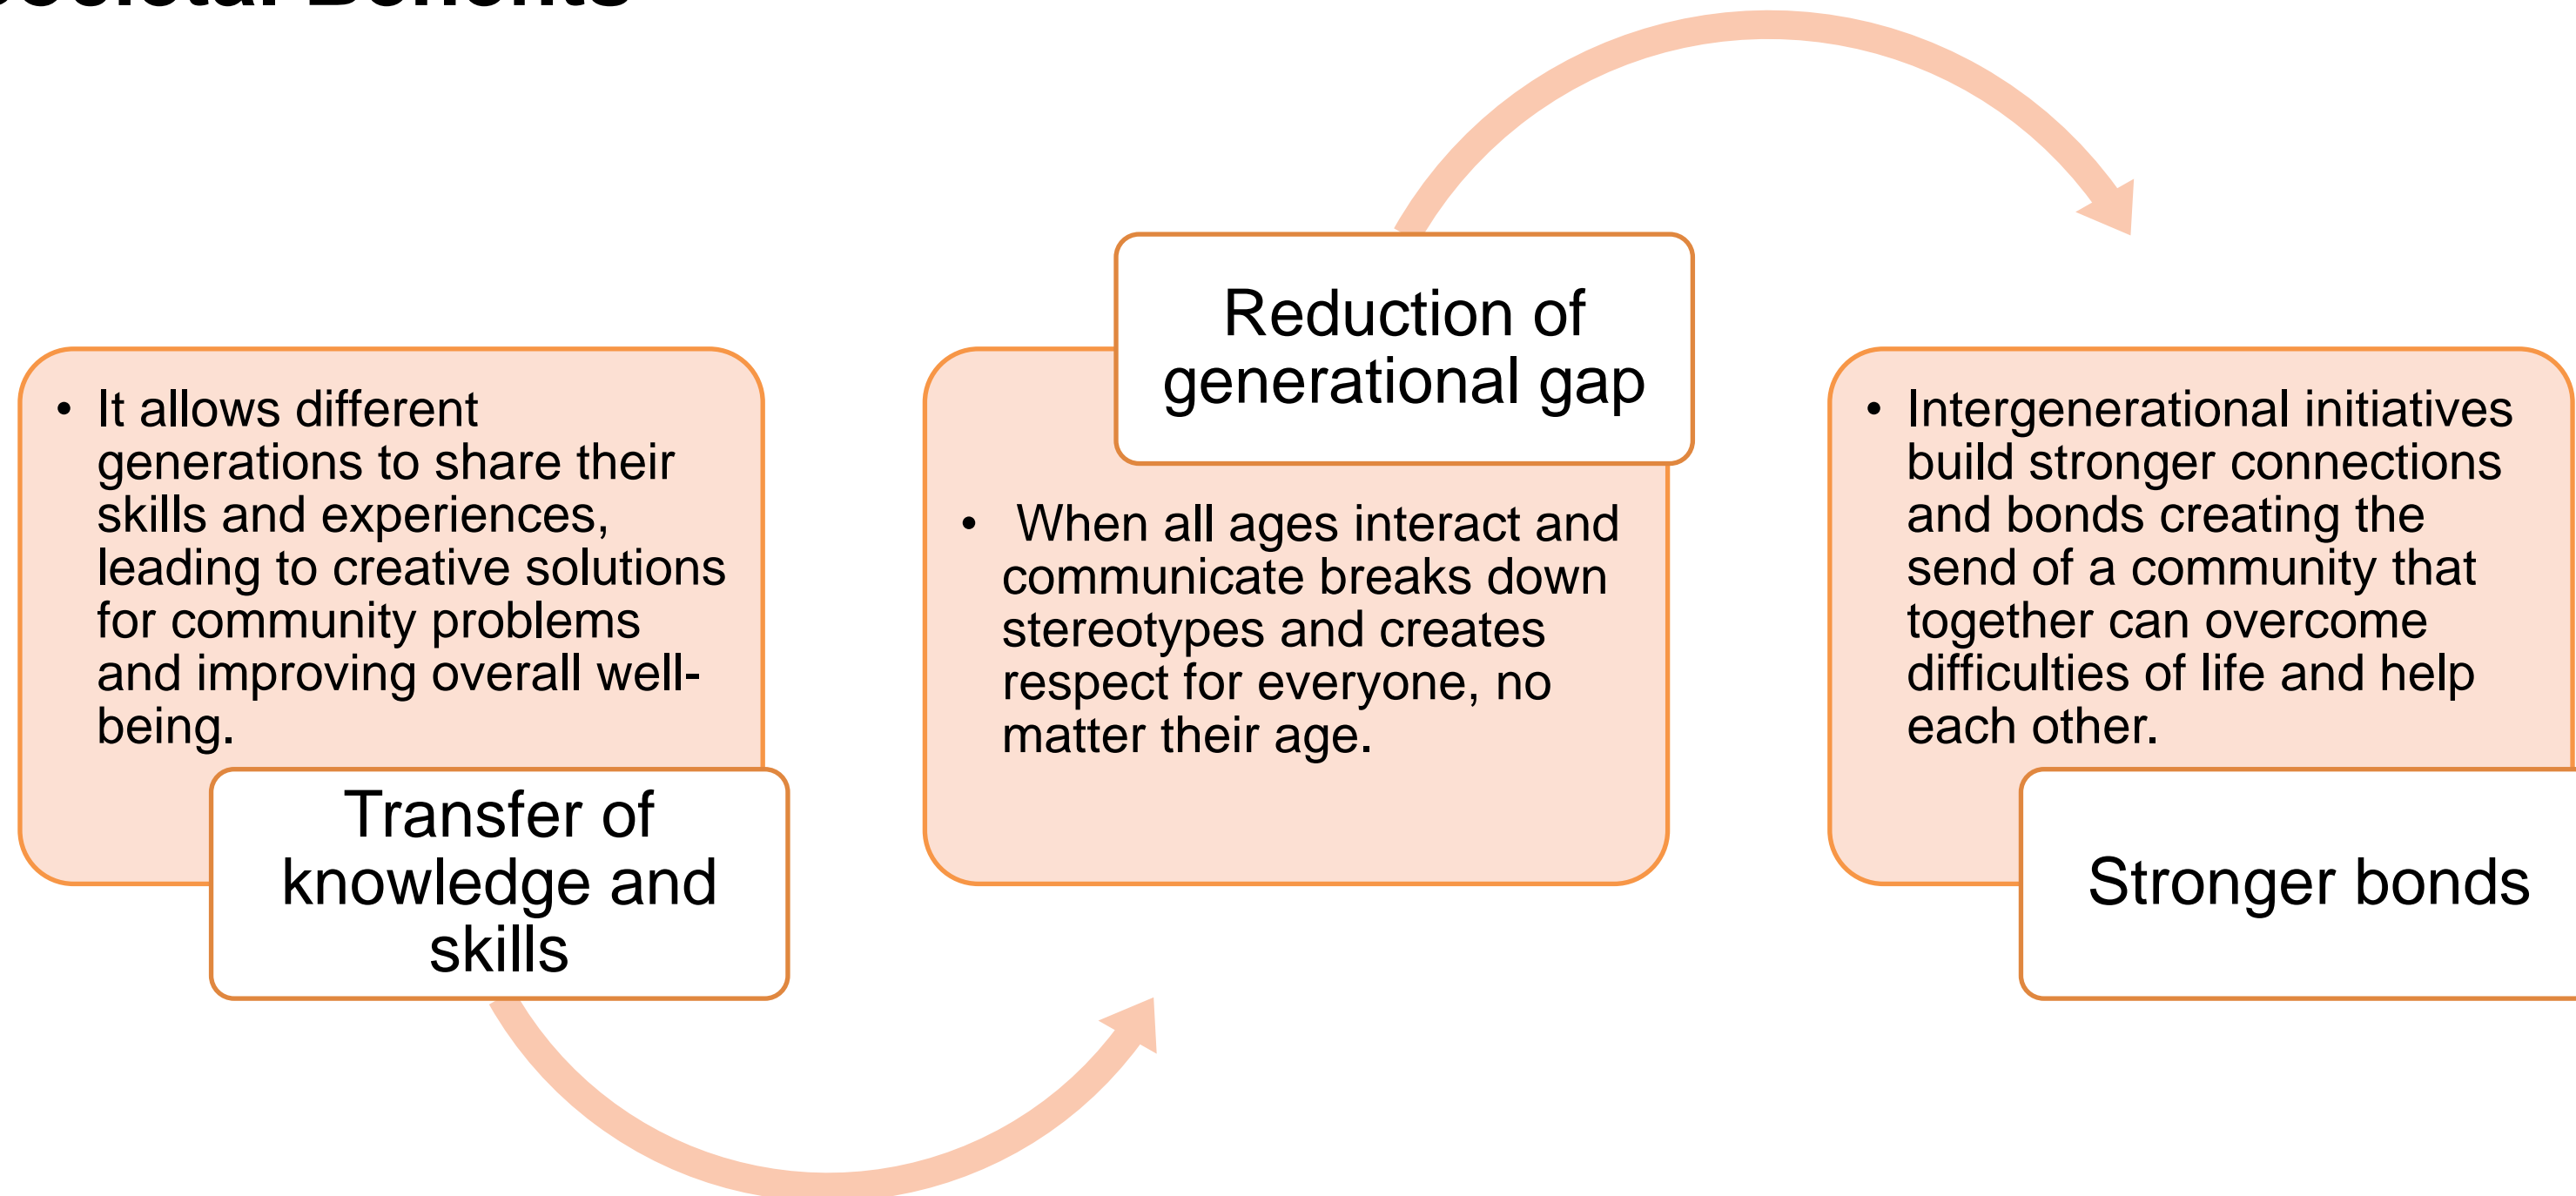 Societal Benefits
• It allows different
generations to share their
skills and experiences,
leading to creative solutions
for community problems
and improving overall well-
being.
Transfer of
knowledge and
skills
Reduction of
generational gap
• When all ages interact and
communicate breaks down
stereotypes and creates
respect for everyone, no
matter their age.
• Intergenerational initiatives
build stronger connections
and bonds creating the
send of a community that
together can overcome
difficulties of life and help
each other.
Stronger bonds